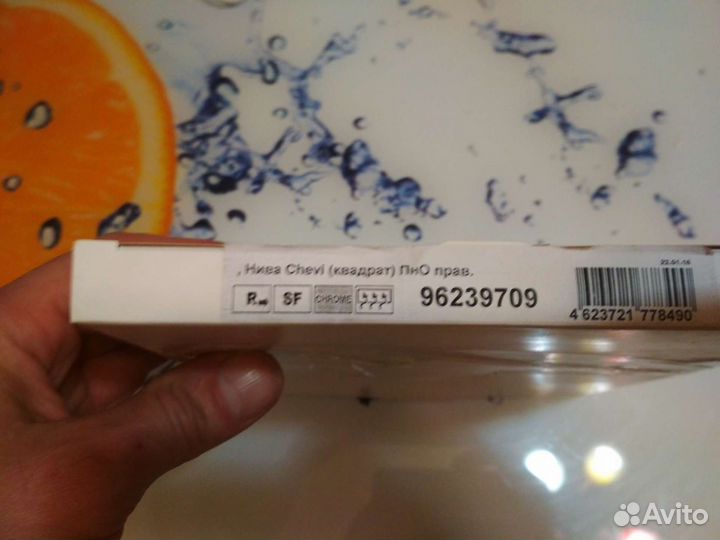 , Нива Chevi (квадрат) ПнО прав.
22.01.16
R∞ SF CHROME 96239709
4 623721 778490
Avito